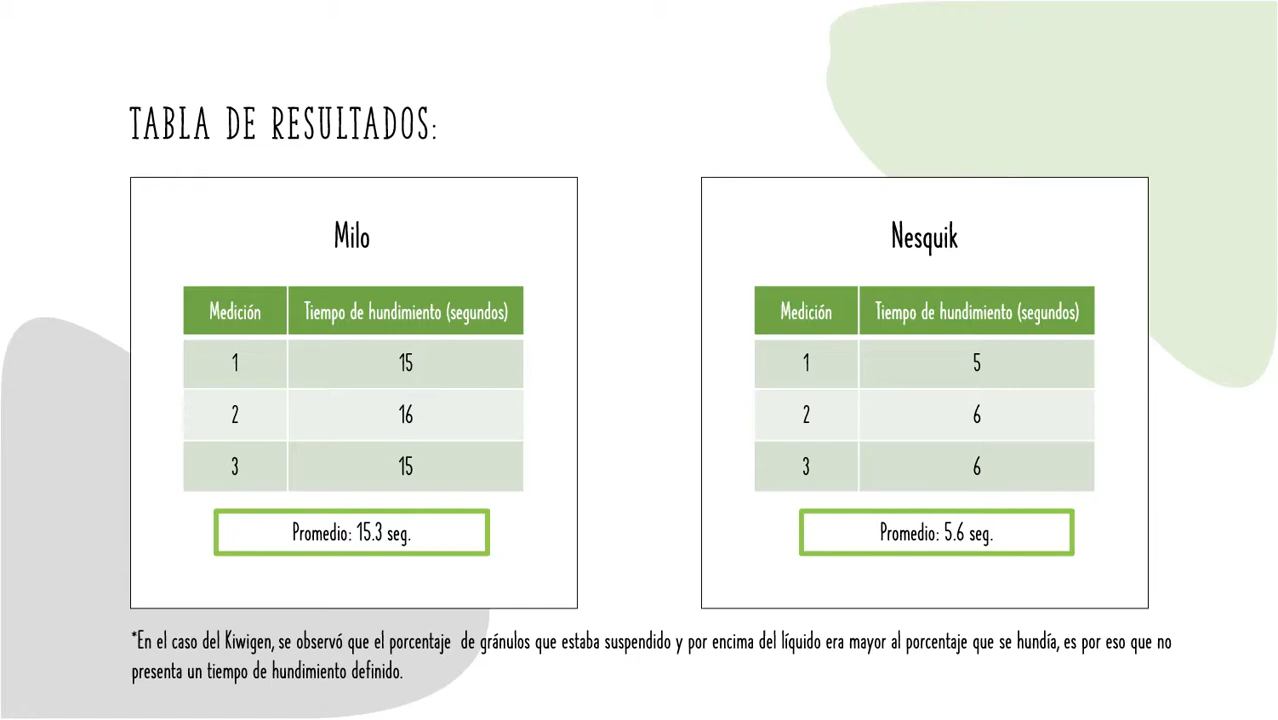 TABLA DE RESULTADOS:
Milo
Medición Tiempo de hundimiento (segundos)
1 15
2 16
3 15
Promedio: 15.3 seg.
Nesquik
Medición Tiempo de hundimiento (segundos)
1 5
2 6
3 6
Promedio: 5.6 seg.
*En el caso del Kiwigen, se observó que el porcentaje de gránulos que estaba suspendido y por encima del líquido era mayor al porcentaje que se hundía, es por eso que no
presenta un tiempo de hundimiento definido.